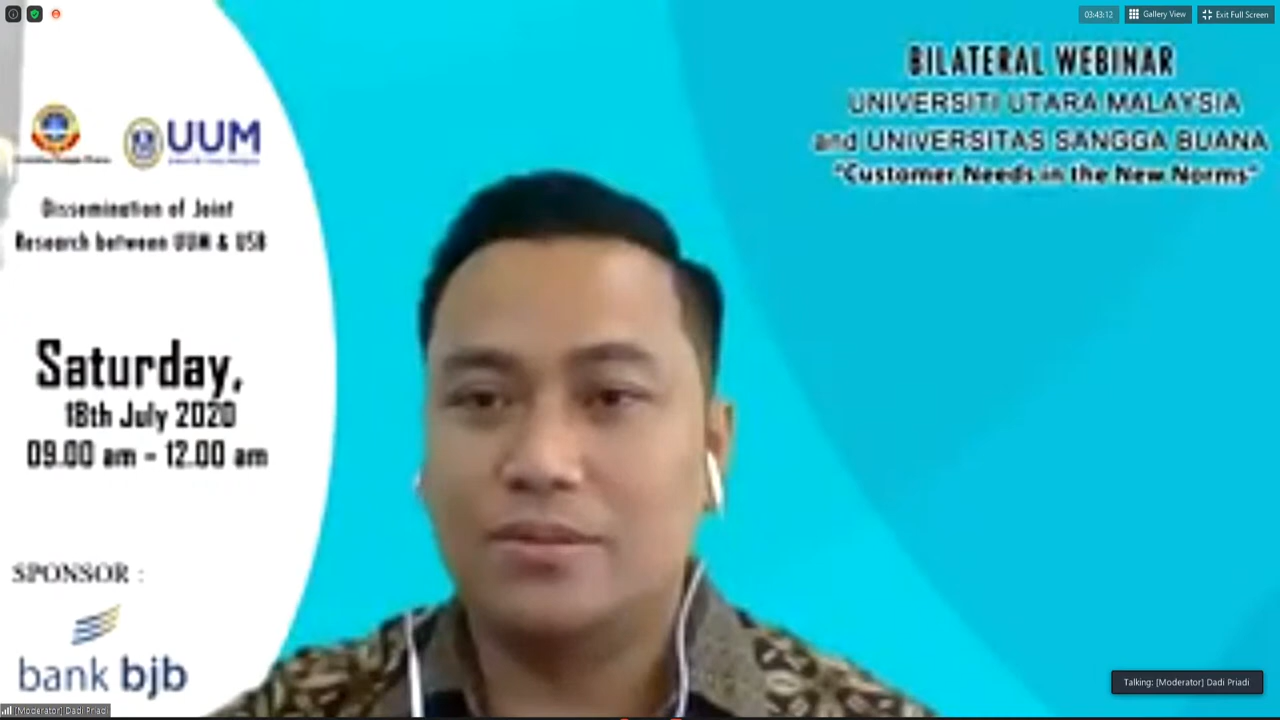 03:43:12
Gallery View
Exit Full Screen
BILATERAL WEBINAR
UNIVERSITI UTARA MALAYSIA
and UNIVERSITAS SANGGA BUANA
"Customer Needs in the New Norms"
UUM
Dissemination of Joint
Research between UUM & USB
Saturday,
18th July 2020
09.00 am - 12.00 am
SPONSOR :
bank bjb
[Moderator] Dadi Priadi
Talking: [Moderator] Dadi Priadi